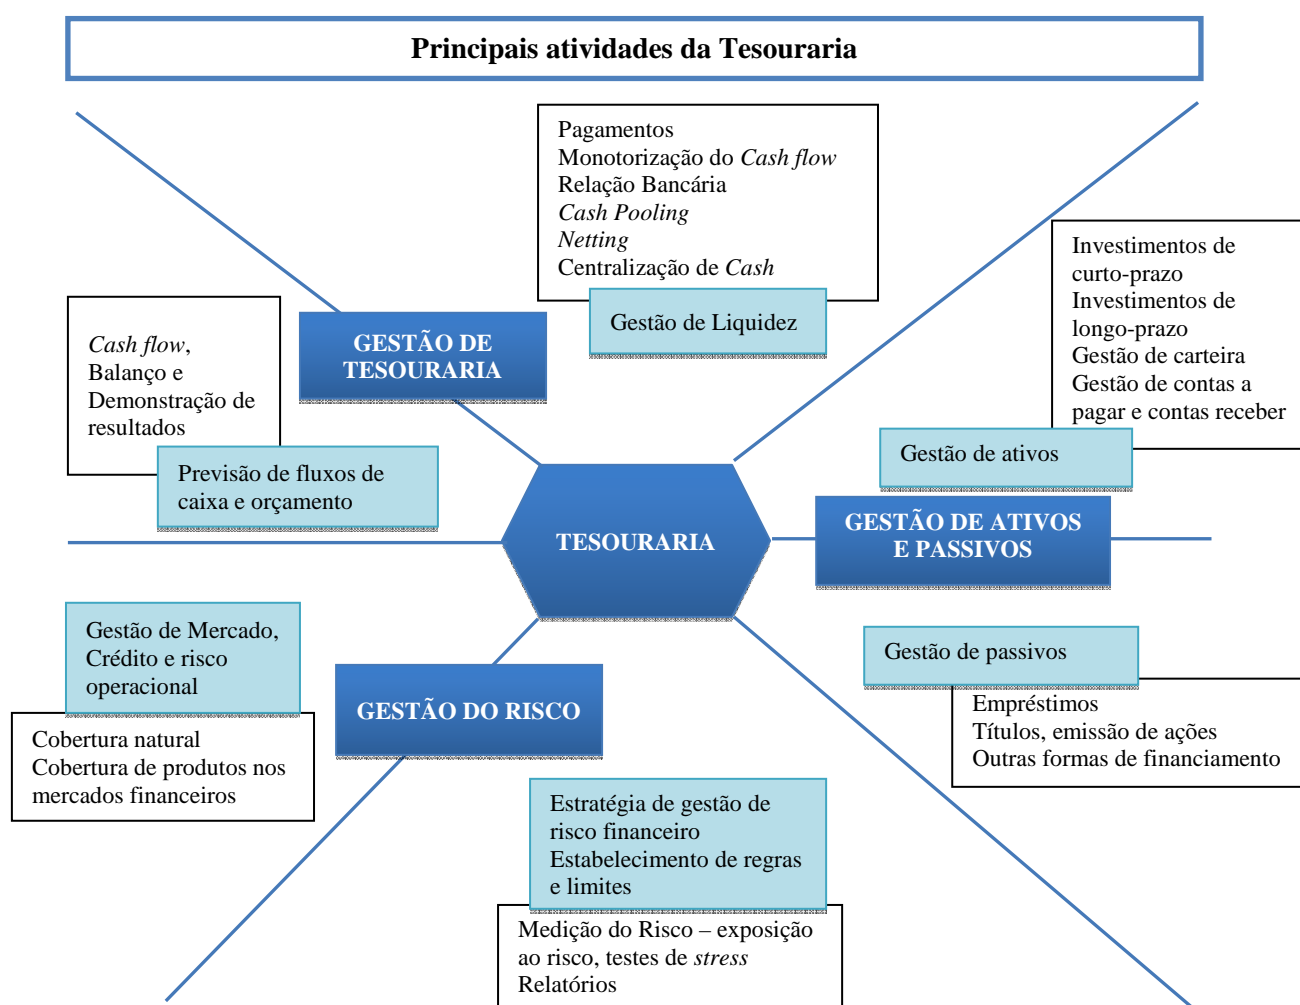 Principais atividades da Tesouraria
Pagamentos
Monotorização do Cash flow
Relação Bancária
Cash Pooling
Netting
Centralização de Cash
Gestão de Liquidez
Investimentos de
curto-prazo
Investimentos de
longo-prazo
Gestão de carteira
Gestão de contas a
pagar e contas receber
Gestão de ativos
GESTÃO DE
TESOURARIA
Cash flow,
Balanço e
Demonstração de
resultados
Previsão de fluxos de
caixa e orçamento
TESOURARIA
GESTÃO DE ATIVOS
E PASSIVOS
Gestão de Mercado,
Crédito e risco
operacional
Cobertura natural
Cobertura de produtos nos
mercados financeiros
GESTÃO DO RISCO
Gestão de passivos
Empréstimos
Títulos, emissão de ações
Outras formas de financiamento
Estratégia de gestão de
risco financeiro
Estabelecimento de regras
e limites
Medição do Risco – exposição
ao risco, testes de stress
Relatórios